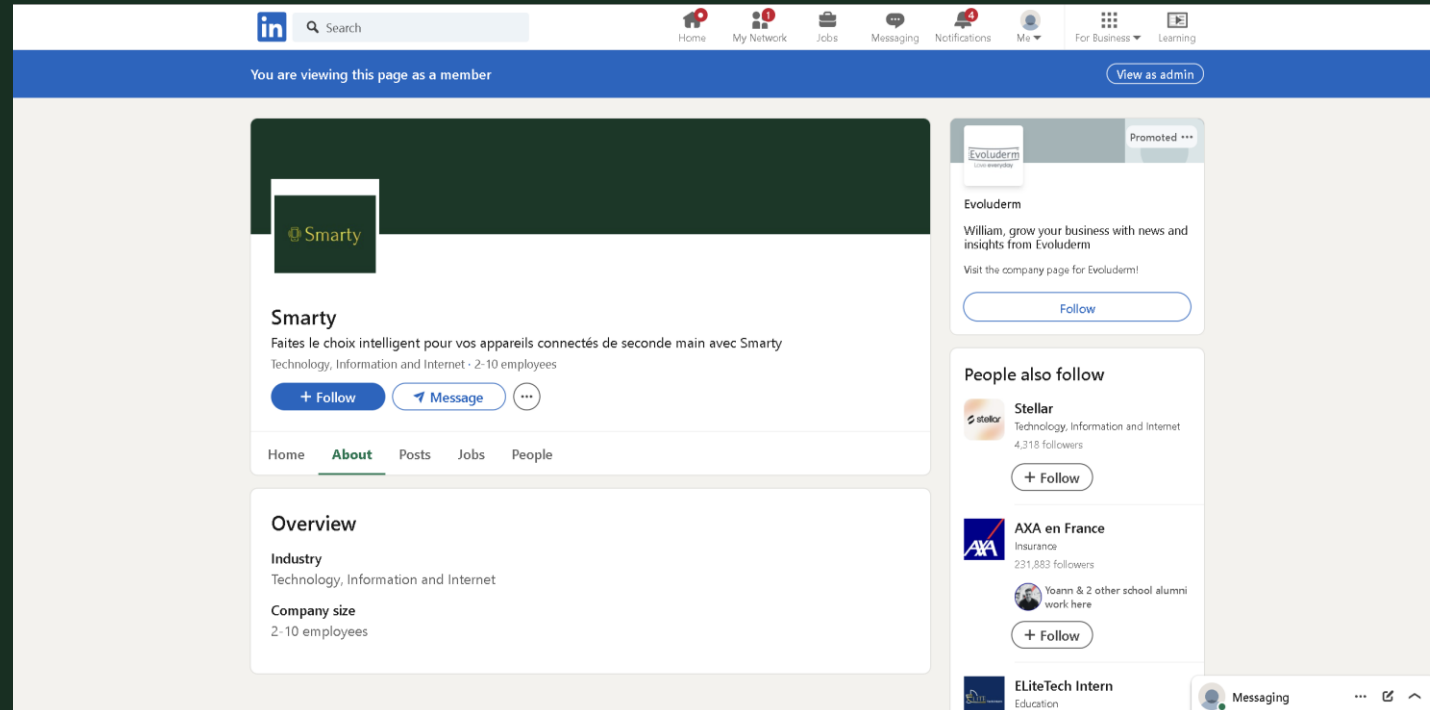 in
Search
Home
1
My Network
Jobs
Messaging
4
Notifications
Me
For Business
Learning
You are viewing this page as a member
View as admin
Smarty
Smarty
Faites le choix intelligent pour vos appareils connectés de seconde main avec Smarty
Technology, Information and Internet · 2-10 employees
+ Follow
Message
Home
About
Posts
Jobs
People
Overview
Industry
Technology, Information and Internet
Company size
2-10 employees
Promoted
Evoluderm
Love everyday
Evoluderm
William, grow your business with news and
insights from Evoluderm
Visit the company page for Evoluderm!
Follow
People also follow
stellar
Stellar
Technology, Information and Internet
4,318 followers
+ Follow
AXA
AXA en France
Insurance
231,883 followers
Yoann & 2 other school alumni
work here
+ Follow
ELiteTech Intern
Education
Messaging